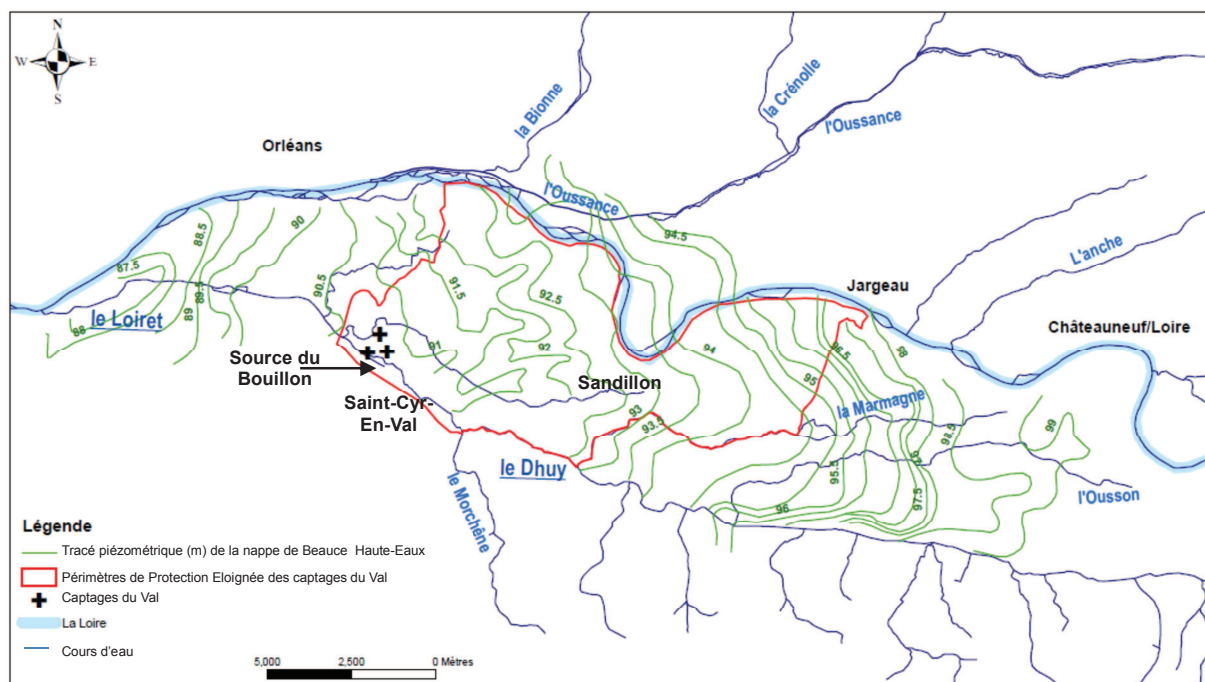 N
W
E
S
la Bionne
la Crénolle
l'Oussance
Orléans
l'Oussance
94.5
90
88.5
87.5
L'anche
Jargeau
Châteauneuf/Loire
90.5
91.5
92.5
89.5
89
88
le Loiret
96.5
98
94
95
91
92
Source du
Bouillon
Sandillon
Saint-Cyr-
En-Val
93
93.5
la Marmagne
98.5
99
97
95.5
97.5
96
le Dhuy
l'Ousson
le Morchêne
Légende
Tracé piézométrique (m) de la nappe de Beauce Haute-Eaux
Périmètres de Protection Eloignée des captages du Val
Captages du Val
La Loire
Cours d'eau
5,000 2,500 0 Mètres